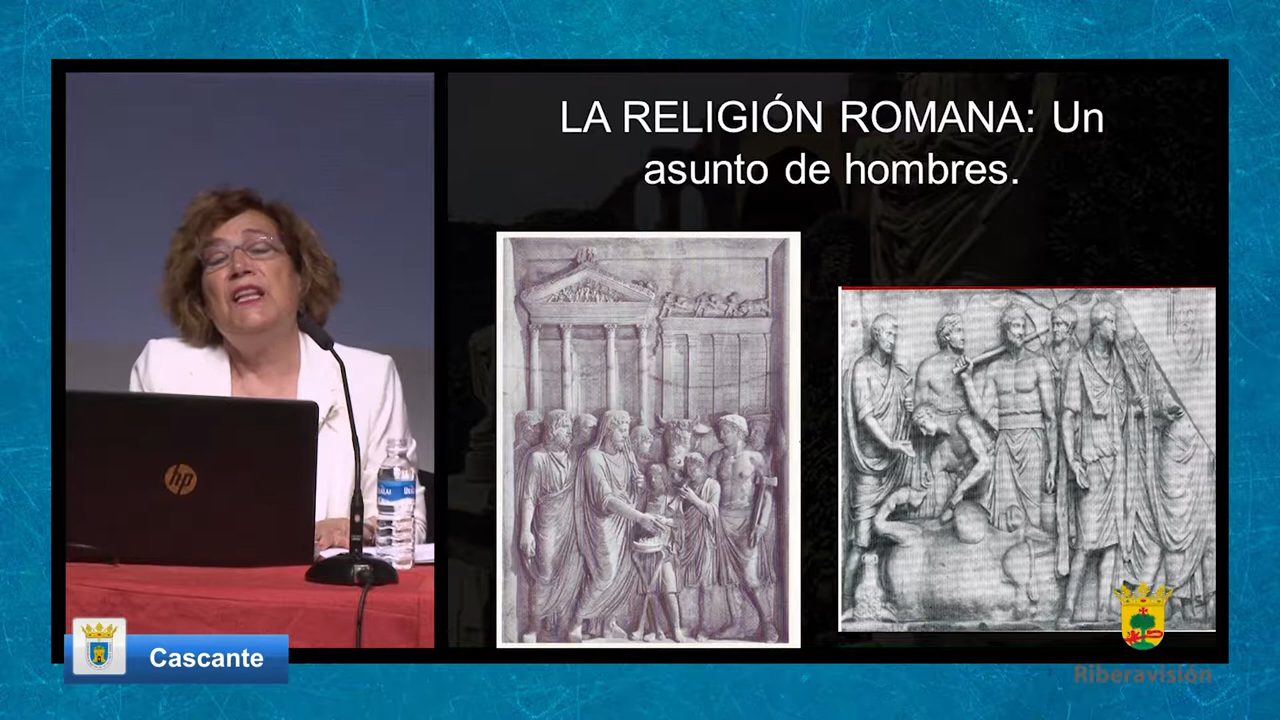 LA RELIGIÓN ROMANA: Un
asunto de hombres.
hp
Cascante
Riberavisión